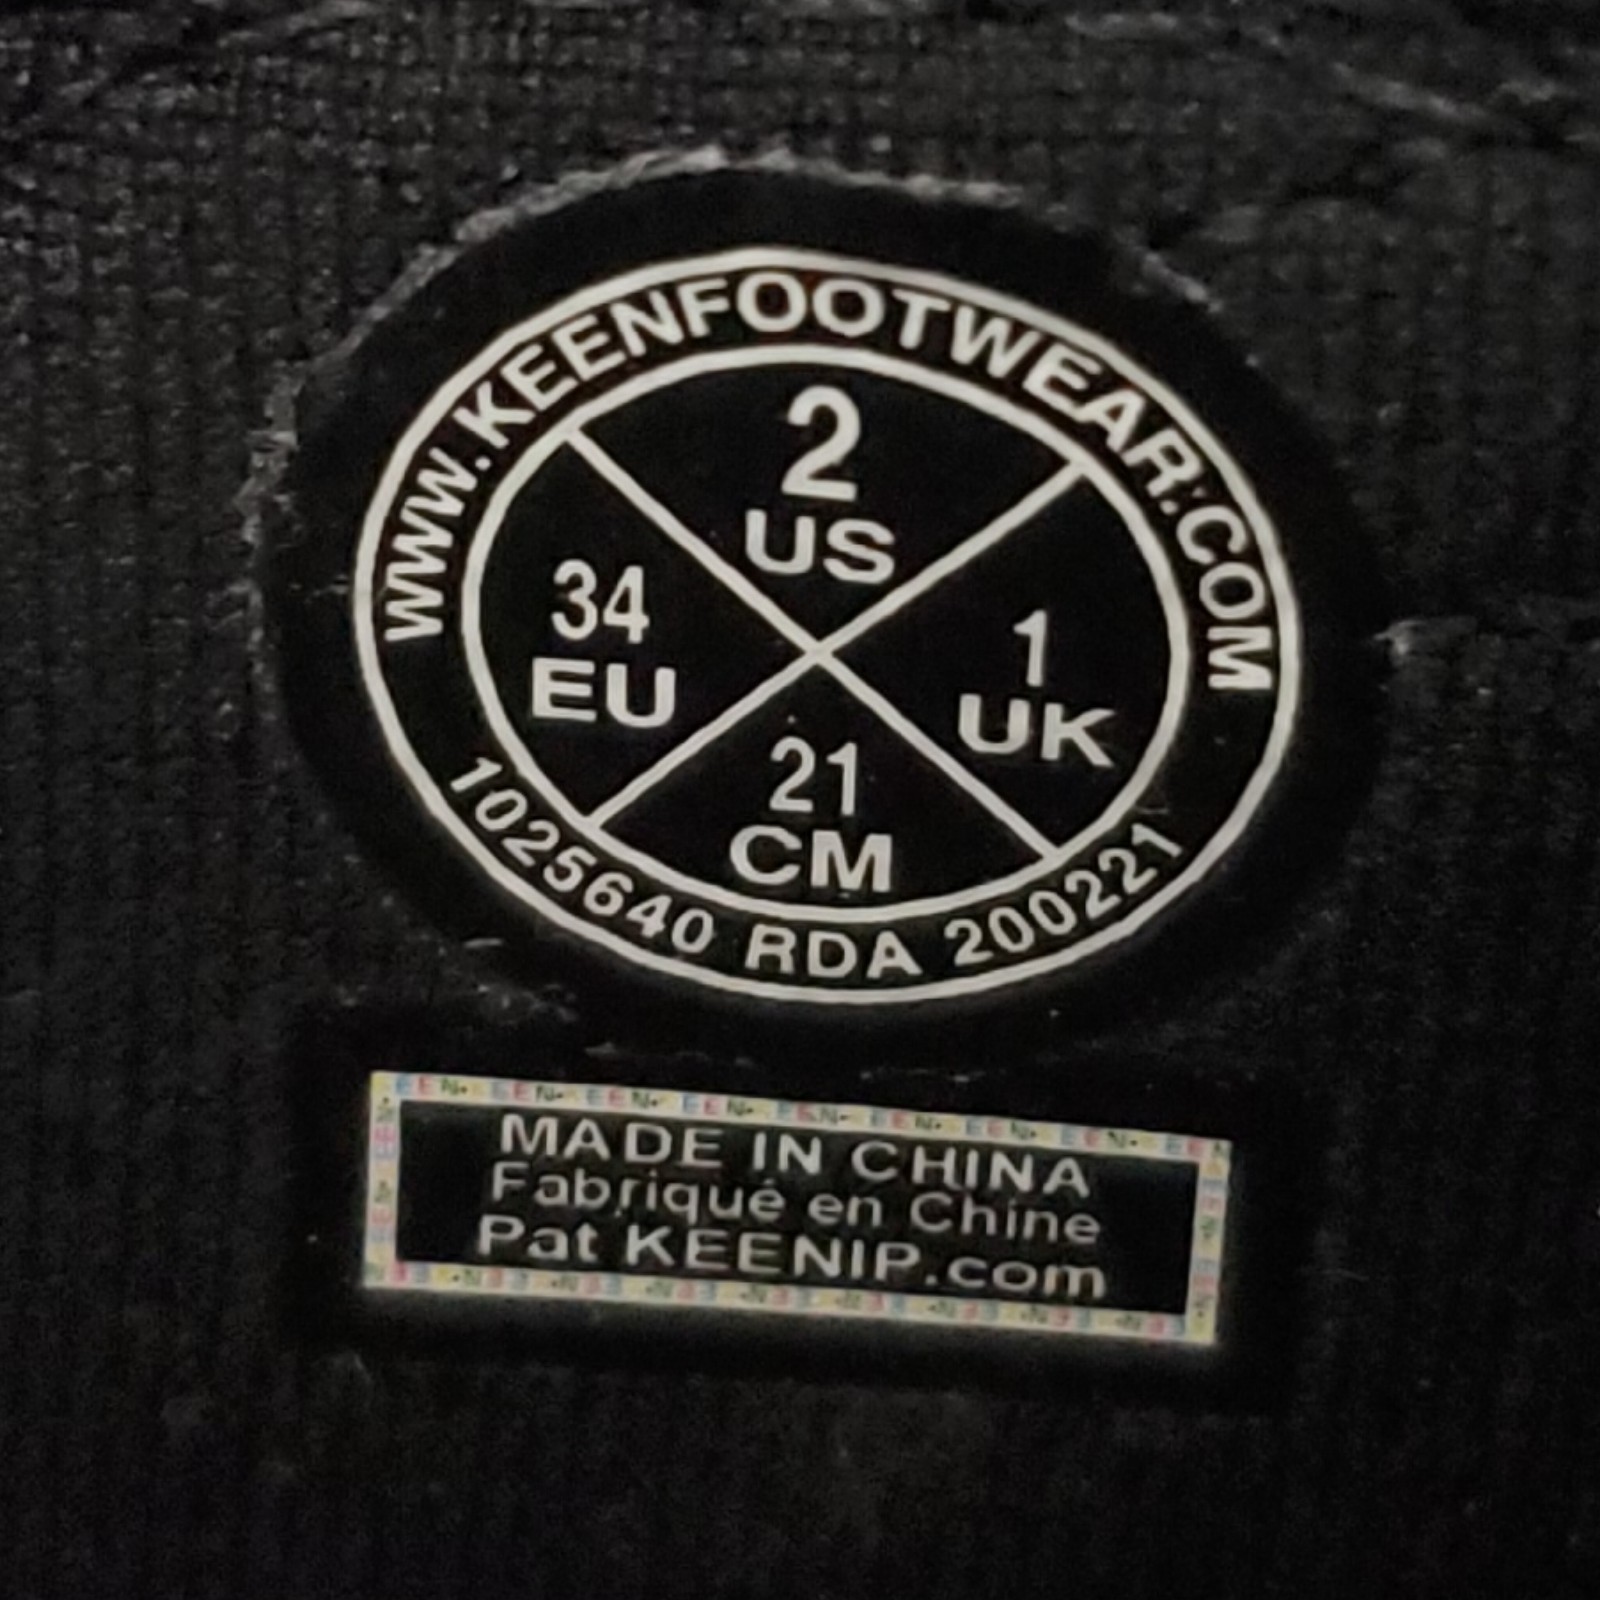 WWW.KEENFOOTWEAR.COM
2
US
34
EU
1
UK
21
CM
1025640 RDA 200221
MADE IN CHINA
Fabriqué en Chine
Pat KEENIP.com